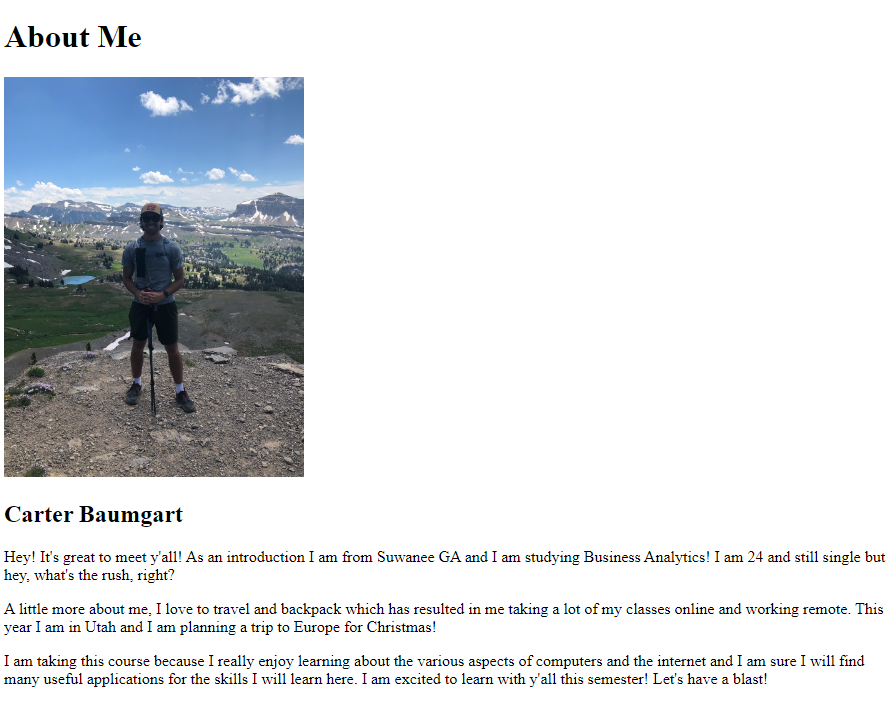 About Me
Carter Baumgart
Hey! It's great to meet y'all! As an introduction I am from Suwanee GA and I am studying Business Analytics! I am 24 and still single but
hey, what's the rush, right?
A little more about me, I love to travel and backpack which has resulted in me taking a lot of my classes online and working remote. This
year I am in Utah and I am planning a trip to Europe for Christmas!
I am taking this course because I really enjoy learning about the various aspects of computers and the internet and I am sure I will find
many useful applications for the skills I will learn here. I am excited to learn with y'all this semester! Let's have a blast!